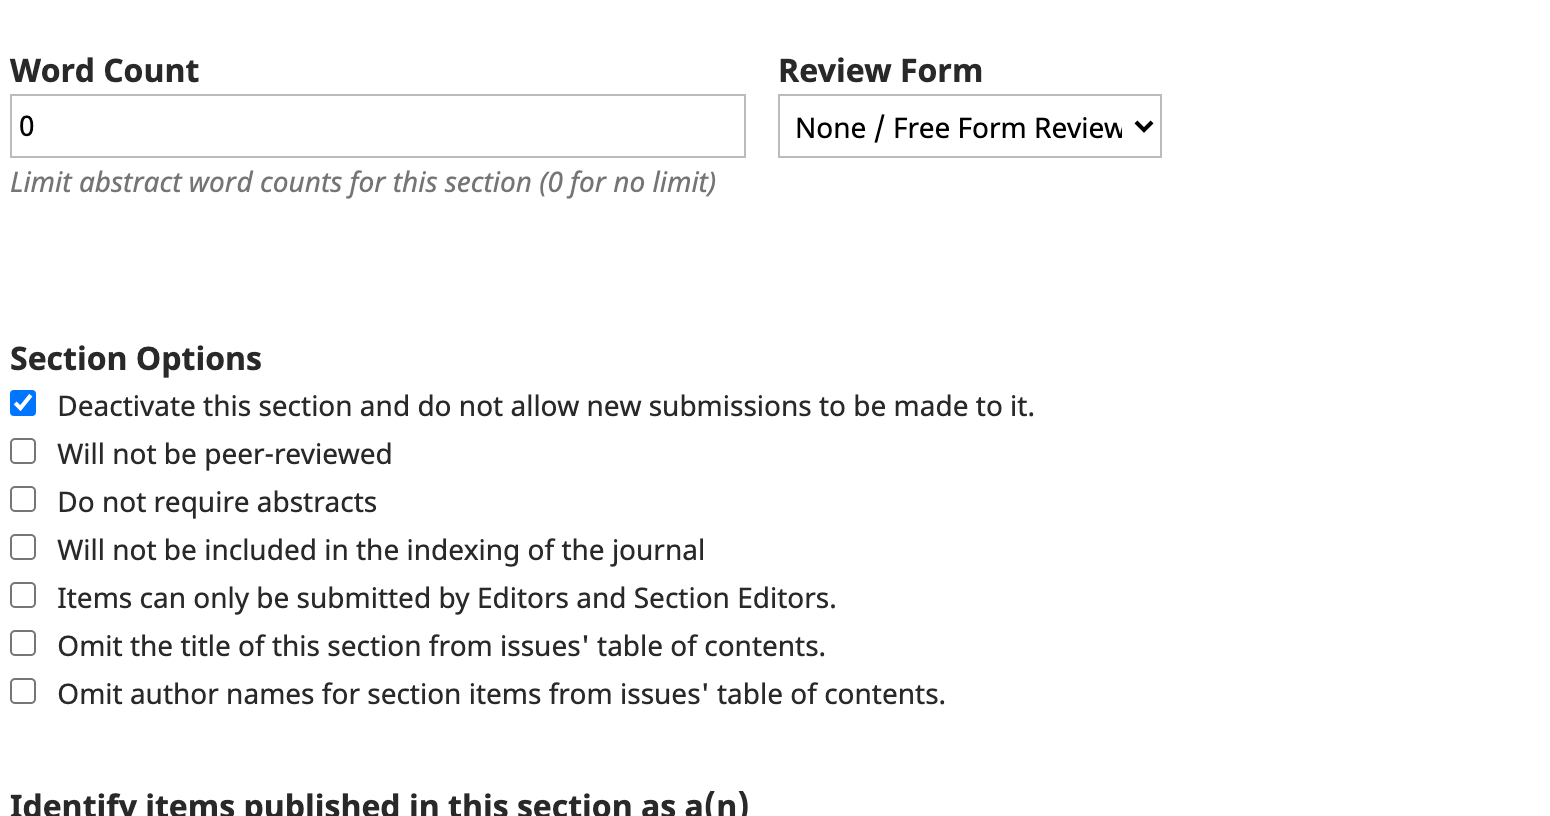 Word Count
Review Form
0
None / Free Form Review
Limit abstract word counts for this section (0 for no limit)
Section Options
Deactivate this section and do not allow new submissions to be made to it.
Will not be peer-reviewed
Do not require abstracts
Will not be included in the indexing of the journal
Items can only be submitted by Editors and Section Editors.
Omit the title of this section from issues' table of contents.
Omit author names for section items from issues' table of contents.
Identify items published in this section as a(n)